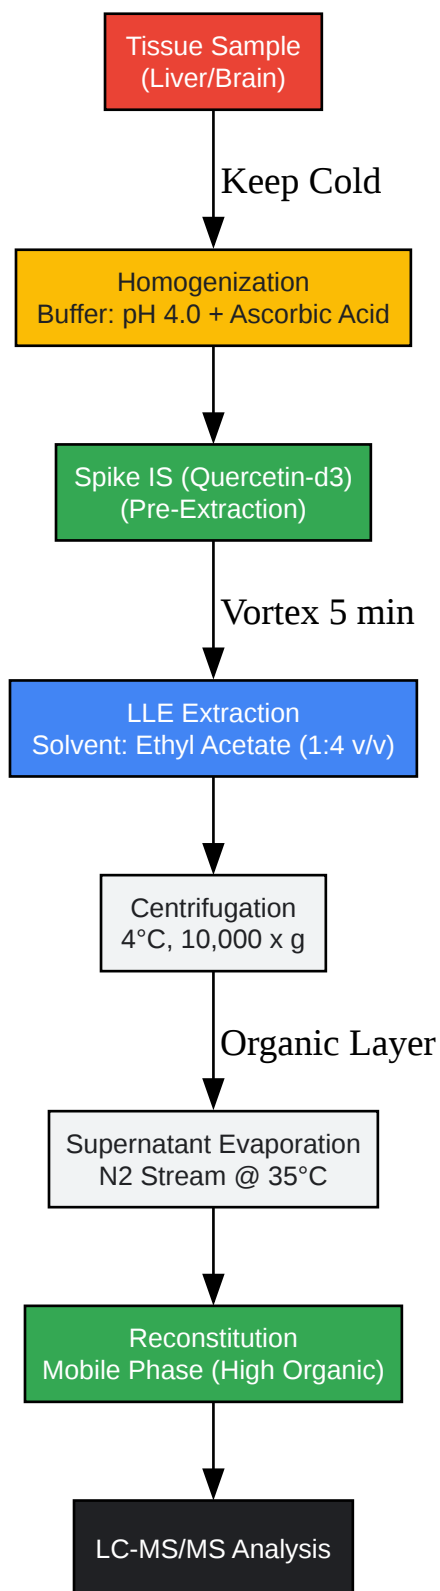 Tissue Sample
(Liver/Brain)
Keep Cold
Homogenization
Buffer: pH 4.0 + Ascorbic Acid
Spike IS (Quercetin-d3)
(Pre-Extraction)
Vortex 5 min
LLE Extraction
Solvent: Ethyl Acetate (1:4 v/v)
Centrifugation
4°C, 10,000 x g
Organic Layer
Supernatant Evaporation
N2 Stream @ 35°C
Reconstitution
Mobile Phase (High Organic)
LC-MS/MS Analysis